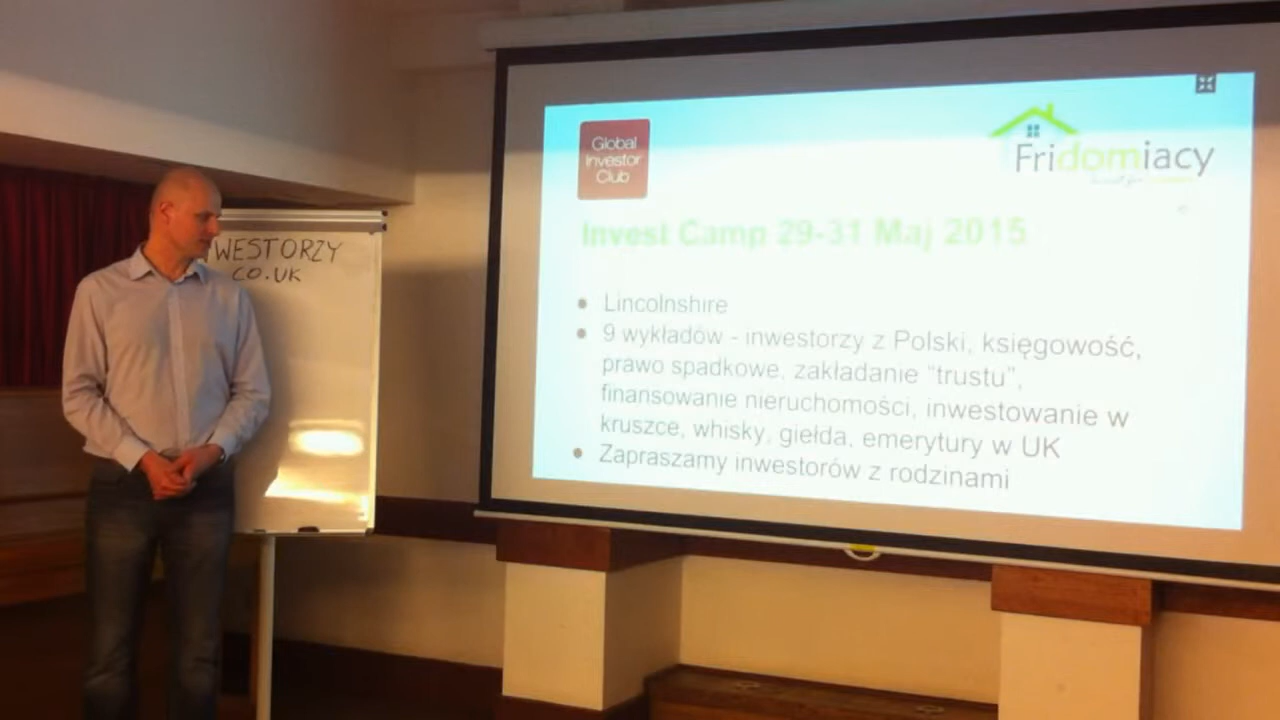 WESTORZY
CO.UK
Global
Investor
Club
Fridomiacy
Invest Camp 29-31 Maj 2015
● Lincolnshire
● 9 wykładów - inwestorzy z Polski, księgowość,
prawo spadkowe, zakładanie "trustu",
finansowanie nieruchomości, inwestowanie w
kruszce, whisky, giełda, emerytury w UK
● Zapraszamy inwestorów z rodzinami